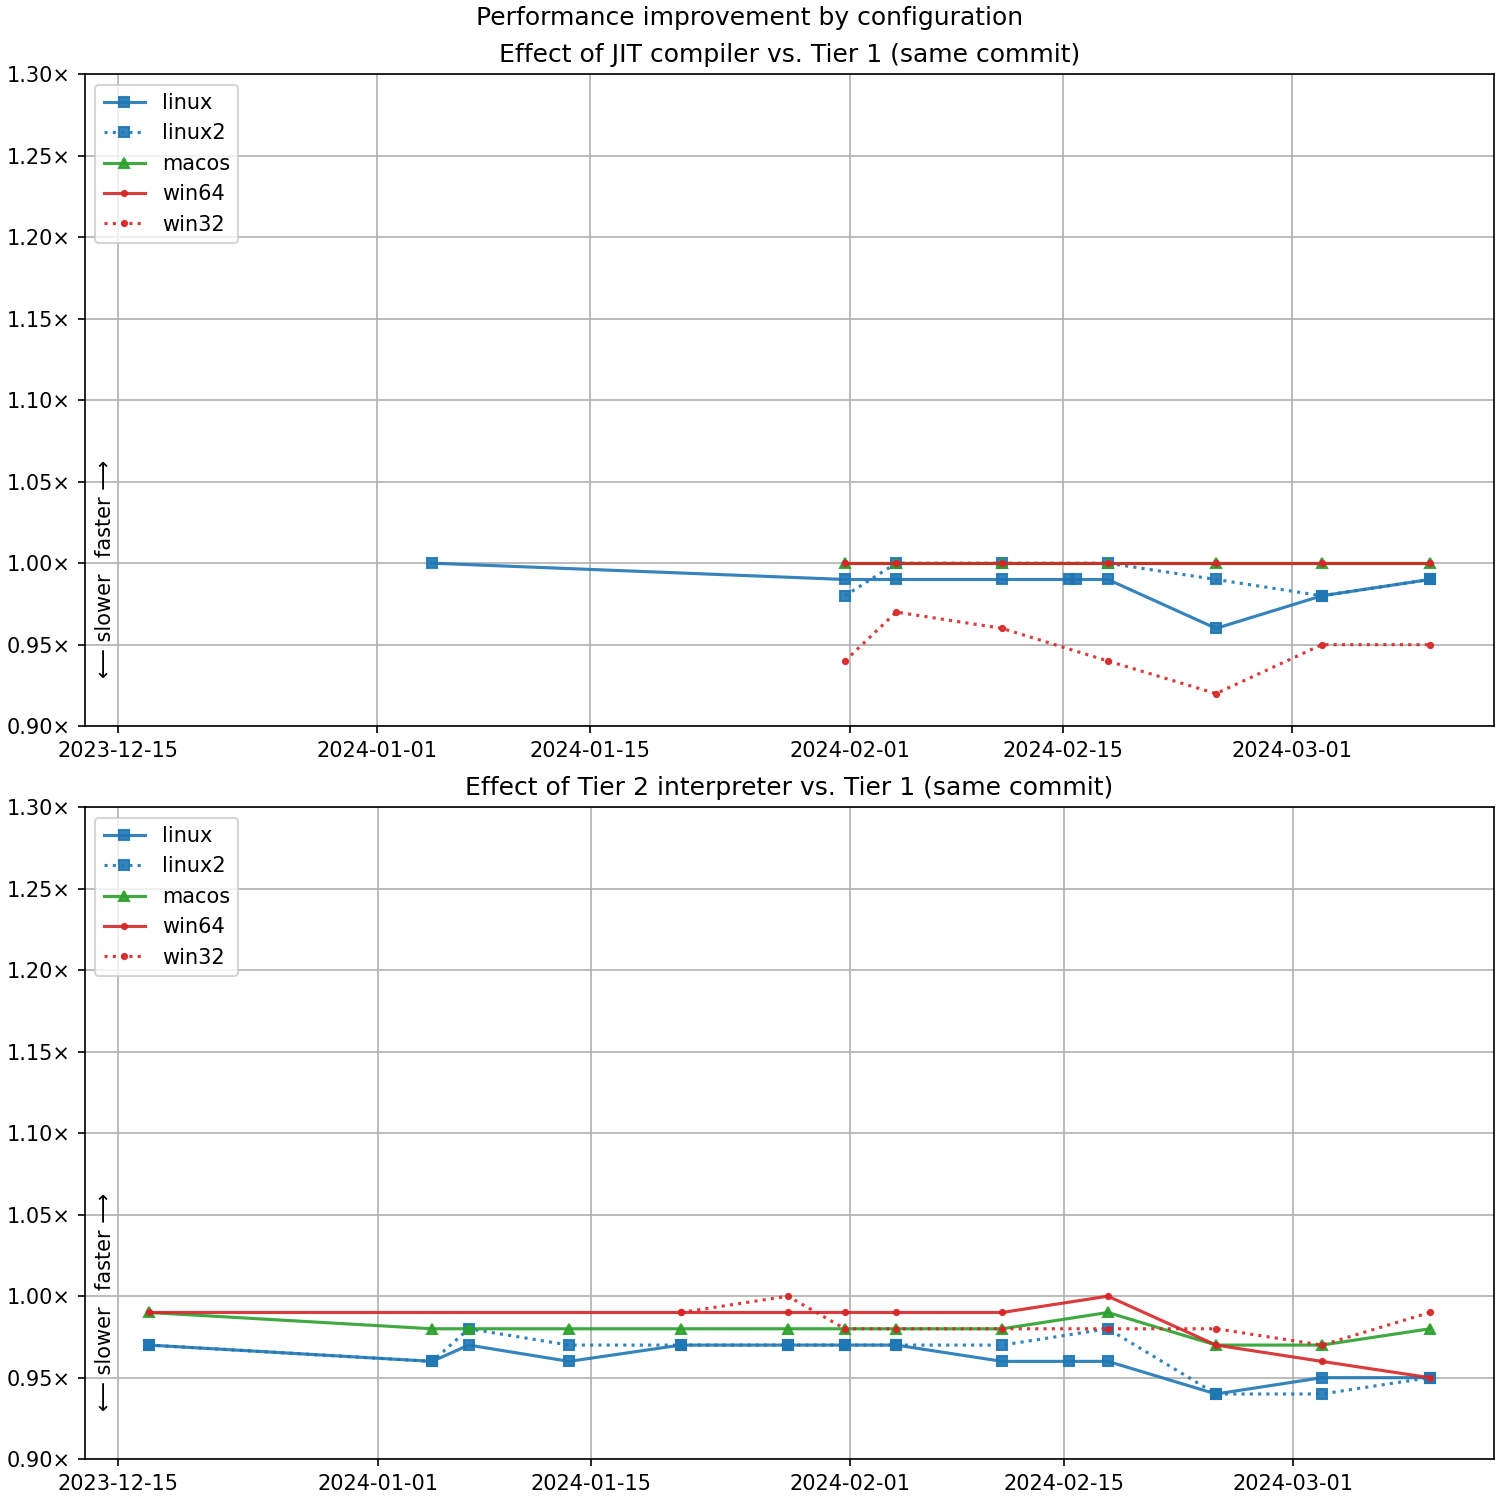 Performance improvement by configuration
Effect of JIT compiler vs. Tier 1 (same commit)
1.30×
1.25×
1.20×
1.15×
1.10×
1.05×
1.00×
0.95×
0.90×
linux
linux2
macos
win64
win32
⟵ slower   faster ⟶
2023-12-15
2024-01-01
2024-01-15
2024-02-01
2024-02-15
2024-03-01
Effect of Tier 2 interpreter vs. Tier 1 (same commit)
1.30×
1.25×
1.20×
1.15×
1.10×
1.05×
1.00×
0.95×
0.90×
linux
linux2
macos
win64
win32
⟵ slower   faster ⟶
2023-12-15
2024-01-01
2024-01-15
2024-02-01
2024-02-15
2024-03-01